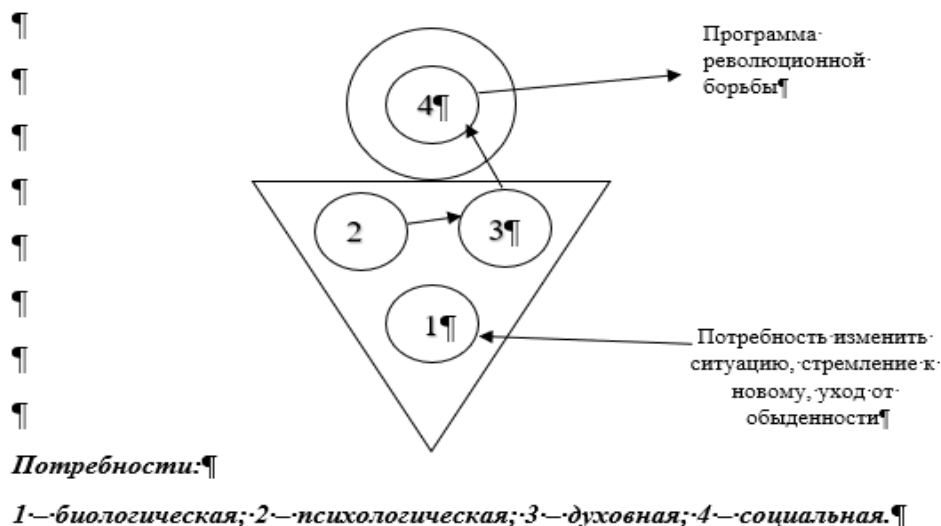 Программа
революционной
борьбы¶
4¶
2
3¶
1¶
Потребность изменить
ситуацию, стремление к
новому, уход от
обыденности¶
¶
¶
¶
¶
¶
¶
¶
¶
Потребности:¶
1 – биологическая; 2 – психологическая; 3 – духовная; 4 – социальная.¶